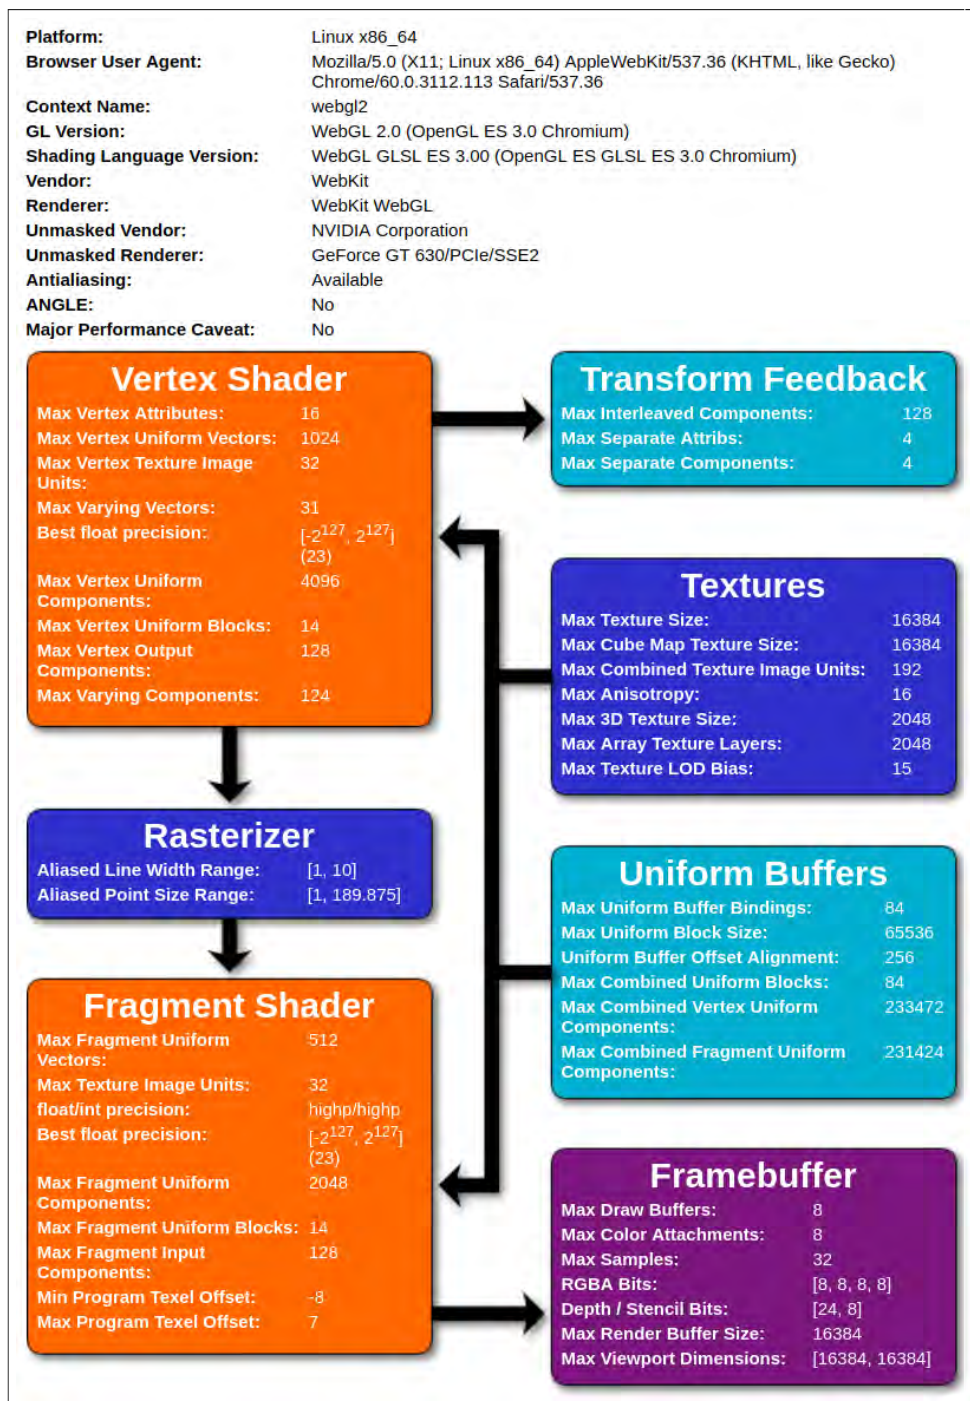 Platform: Linux x86_64
Browser User Agent: Mozilla/5.0 (X11; Linux x86_64) AppleWebKit/537.36 (KHTML, like Gecko)
Chrome/60.0.3112.113 Safari/537.36
Context Name: webgl2
GL Version: WebGL 2.0 (OpenGL ES 3.0 Chromium)
Shading Language Version: WebGL GLSL ES 3.00 (OpenGL ES GLSL ES 3.0 Chromium)
Vendor: WebKit
Renderer: WebKit WebGL
Unmasked Vendor: NVIDIA Corporation
Unmasked Renderer: GeForce GT 630/PCIe/SSE2
Antialiasing: Available
ANGLE: No
Major Performance Caveat: No
Vertex Shader
Max Vertex Attributes: 16
Max Vertex Uniform Vectors: 1024
Max Vertex Texture Image 32
Units:
Max Varying Vectors: 31
Best float precision: [-2^127, 2^127]
(23)
Max Vertex Uniform 4096
Components:
Max Vertex Uniform Blocks: 14
Max Vertex Output 128
Components:
Max Varying Components: 124
Transform Feedback
Max Interleaved Components: 128
Max Separate Attribs: 4
Max Separate Components: 4
Textures
Max Texture Size: 16384
Max Cube Map Texture Size: 16384
Max Combined Texture Image Units: 192
Max Anisotropy: 16
Max 3D Texture Size: 2048
Max Array Texture Layers: 2048
Max Texture LOD Bias: 15
Rasterizer
Aliased Line Width Range: [1, 10]
Aliased Point Size Range: [1, 189.875]
Uniform Buffers
Max Uniform Buffer Bindings: 84
Max Uniform Block Size: 65536
Uniform Buffer Offset Alignment: 256
Max Combined Uniform Blocks: 84
Max Combined Vertex Uniform 233472
Components:
Max Combined Fragment Uniform 231424
Components:
Fragment Shader
Max Fragment Uniform 512
Vectors:
Max Texture Image Units: 32
float/int precision: highp/highp
Best float precision: [-2^127, 2^127]
(23)
Max Fragment Uniform 2048
Components:
Max Fragment Uniform Blocks: 14
Max Fragment Input 128
Components:
Min Program Texel Offset: -8
Max Program Texel Offset: 7
Framebuffer
Max Draw Buffers: 8
Max Color Attachments: 8
Max Samples: 32
RGBA Bits: [8, 8, 8, 8]
Depth / Stencil Bits: [24, 8]
Max Render Buffer Size: 16384
Max Viewport Dimensions: [16384, 16384]